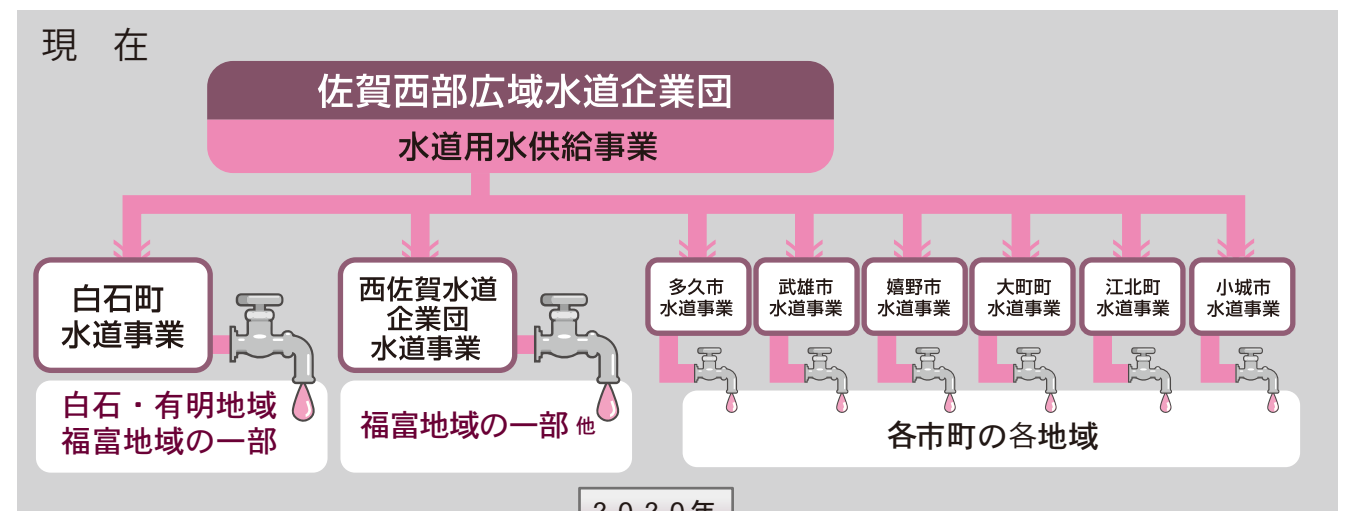 現　在
佐賀西部広域水道企業団
水道用水供給事業
白石町
水道事業
西佐賀水道
企業団
水道事業
多久市
水道事業
武雄市
水道事業
嬉野市
水道事業
大町町
水道事業
江北町
水道事業
小城市
水道事業
白石・有明地域
福富地域の一部
福富地域の一部 他
各市町の各地域
２０２０年